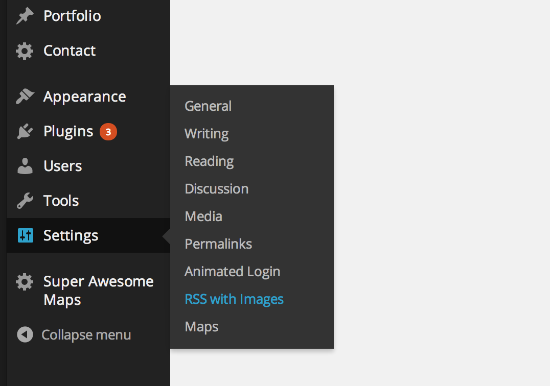 Portfolio
Contact
Appearance
Plugins 3
Users
Tools
Settings
Super Awesome
Maps
Collapse menu
General
Writing
Reading
Discussion
Media
Permalinks
Animated Login
RSS with Images
Maps